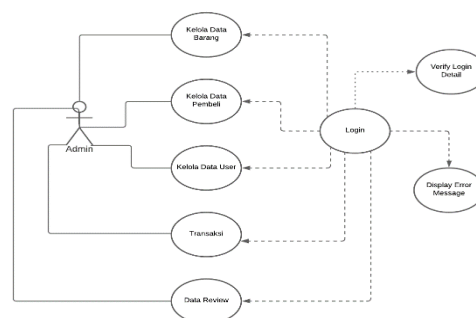 Kelola Data
Barang
Verify Login
Detail
Kelola Data
Pembeli
Login
Admin
Kelola Data User
Display Error
Message
Transaksi
Data Review